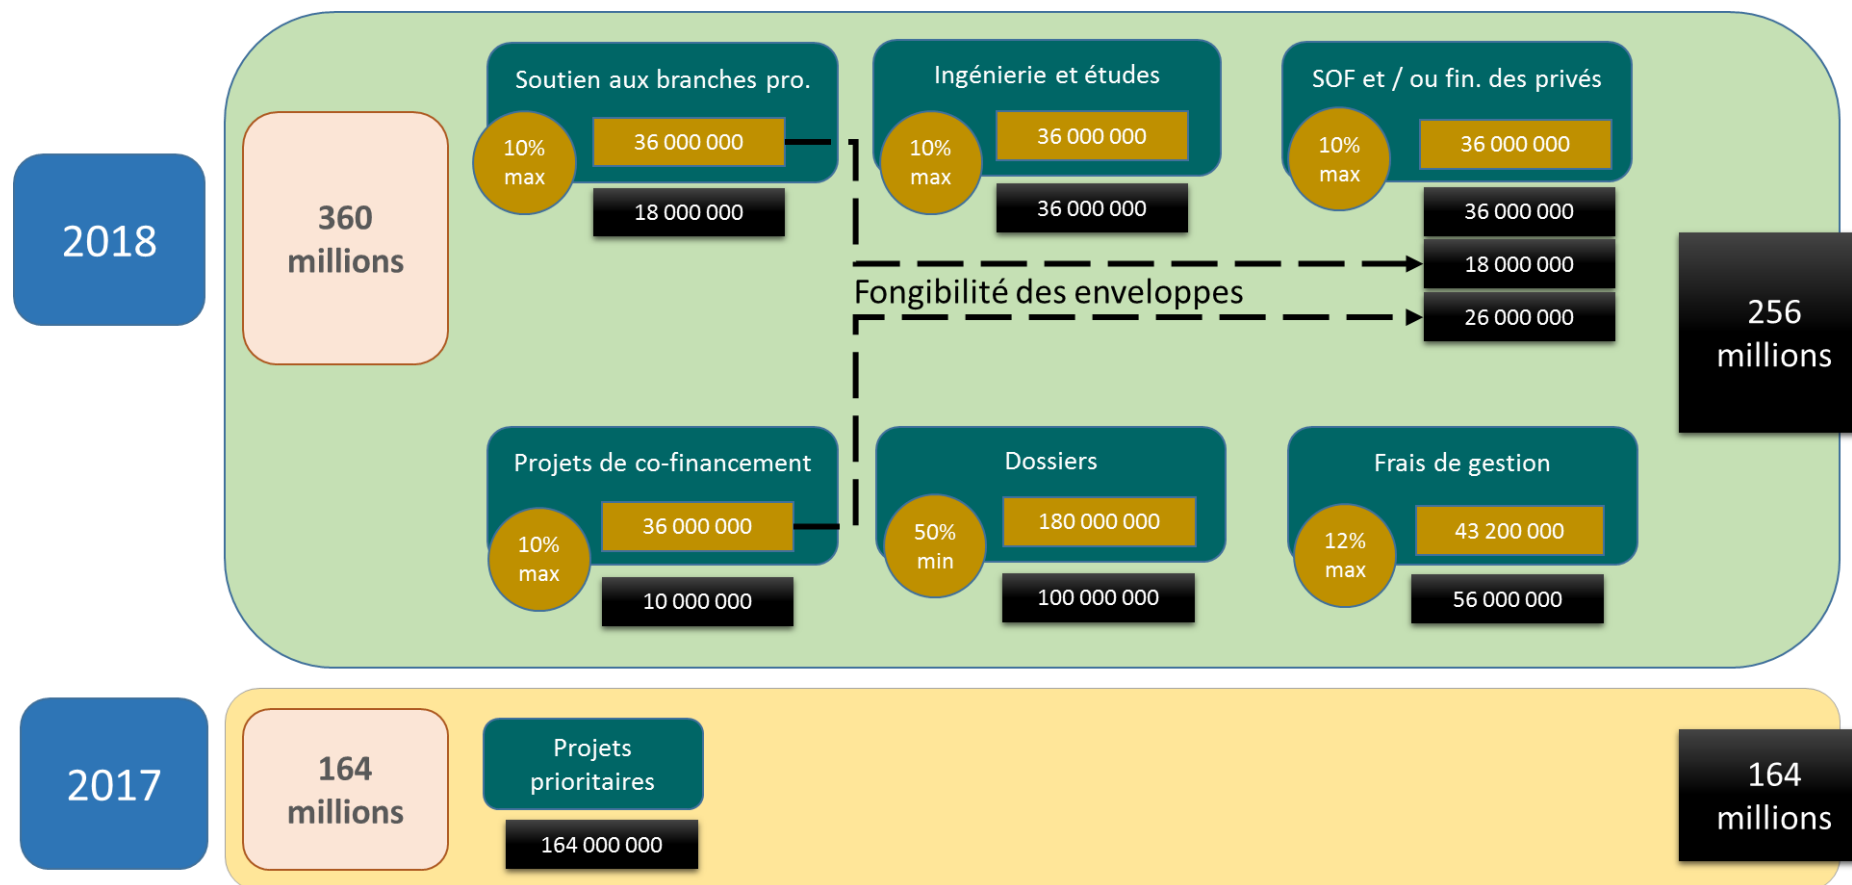 2018
360
millions
Soutien aux branches pro.
10%
max
36 000 000
18 000 000
Ingénierie et études
10%
max
36 000 000
36 000 000
SOF et / ou fin. des privés
10%
max
36 000 000
36 000 000
18 000 000
26 000 000
Fongibilité des enveloppes
256
millions
Projets de co-financement
10%
max
36 000 000
10 000 000
Dossiers
50%
min
180 000 000
100 000 000
Frais de gestion
12%
max
43 200 000
56 000 000
2017
164
millions
Projets
prioritaires
164 000 000
164
millions